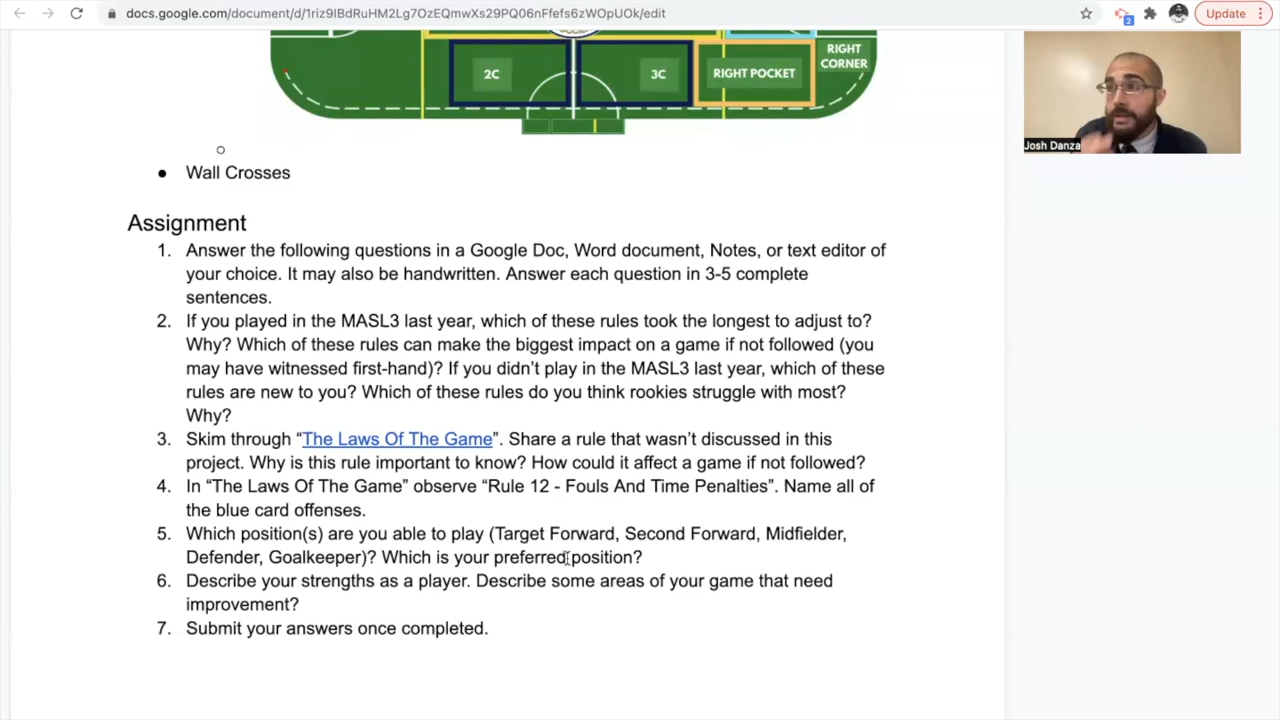 docs.google.com/document/d/1riz9IBdRuHM2Lg7OzEQmwXs29PQ06nFfefs6zWOpUOk/edit
2
Update
RIGHT
CORNER
2C
3C
RIGHT POCKET
Josh Danza
Wall Crosses
Assignment
1. Answer the following questions in a Google Doc, Word document, Notes, or text editor of
your choice. It may also be handwritten. Answer each question in 3-5 complete
sentences.
2. If you played in the MASL3 last year, which of these rules took the longest to adjust to?
Why? Which of these rules can make the biggest impact on a game if not followed (you
may have witnessed first-hand)? If you didn't play in the MASL3 last year, which of these
rules are new to you? Which of these rules do you think rookies struggle with most?
Why?
3. Skim through “The Laws Of The Game”. Share a rule that wasn't discussed in this
project. Why is this rule important to know? How could it affect a game if not followed?
4. In “The Laws Of The Game” observe “Rule 12 - Fouls And Time Penalties”. Name all of
the blue card offenses.
5. Which position(s) are you able to play (Target Forward, Second Forward, Midfielder,
Defender, Goalkeeper)? Which is your preferred position?
6. Describe your strengths as a player. Describe some areas of your game that need
improvement?
7. Submit your answers once completed.